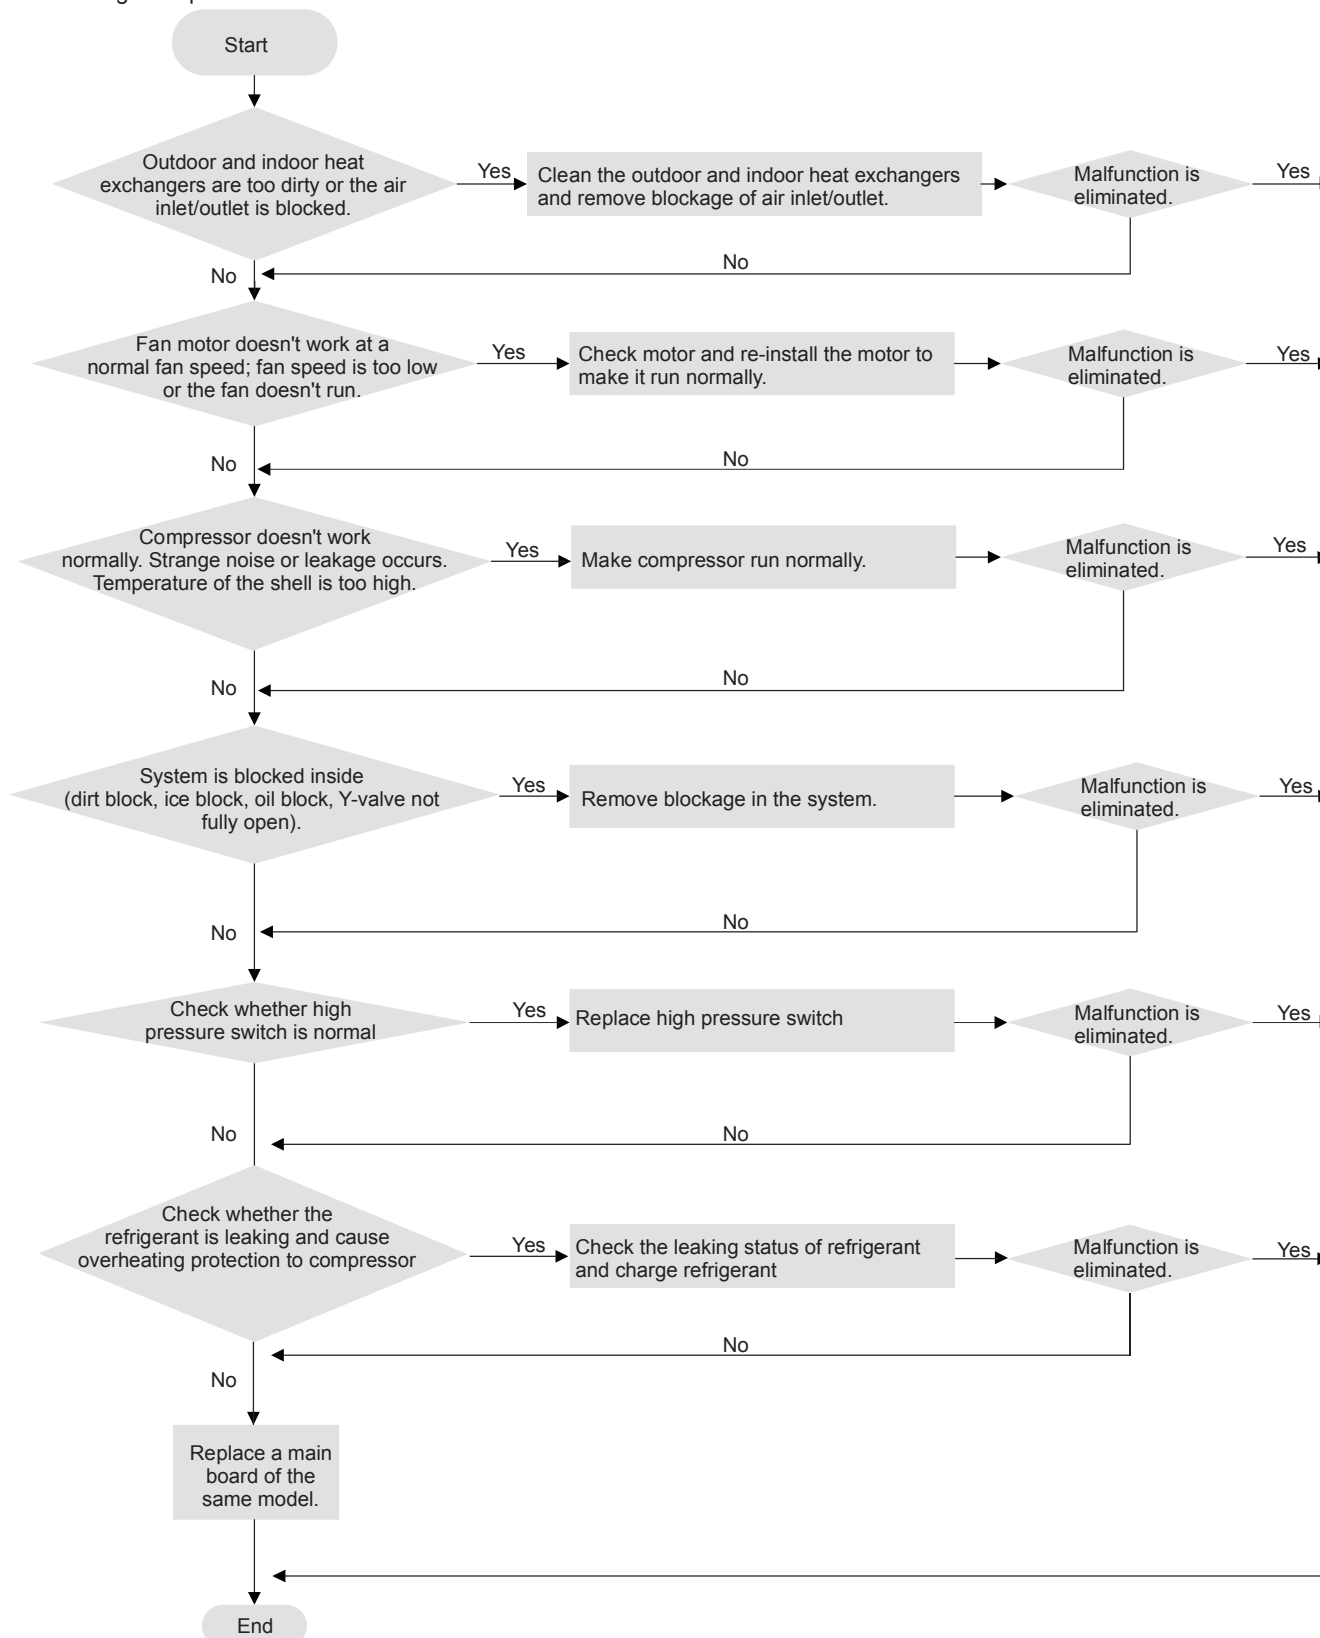 Start
Outdoor and indoor heat
exchangers are too dirty or the air
inlet/outlet is blocked.
Yes
Clean the outdoor and indoor heat exchangers
and remove blockage of air inlet/outlet.
Malfunction is
eliminated.
Yes
No
No
Fan motor doesn't work at a
normal fan speed; fan speed is too low
or the fan doesn't run.
Yes
Check motor and re-install the motor to
make it run normally.
Malfunction is
eliminated.
Yes
No
No
Compressor doesn't work
normally. Strange noise or leakage occurs.
Temperature of the shell is too high.
Yes
Make compressor run normally.
Malfunction is
eliminated.
Yes
No
No
System is blocked inside
(dirt block, ice block, oil block, Y-valve not
fully open).
Yes
Remove blockage in the system.
Malfunction is
eliminated.
Yes
No
No
Check whether high
pressure switch is normal
Yes
Replace high pressure switch
Malfunction is
eliminated.
Yes
No
No
Check whether the
refrigerant is leaking and cause
overheating protection to compressor
Yes
Check the leaking status of refrigerant
and charge refrigerant
Malfunction is
eliminated.
Yes
No
No
Replace a main
board of the
same model.
End